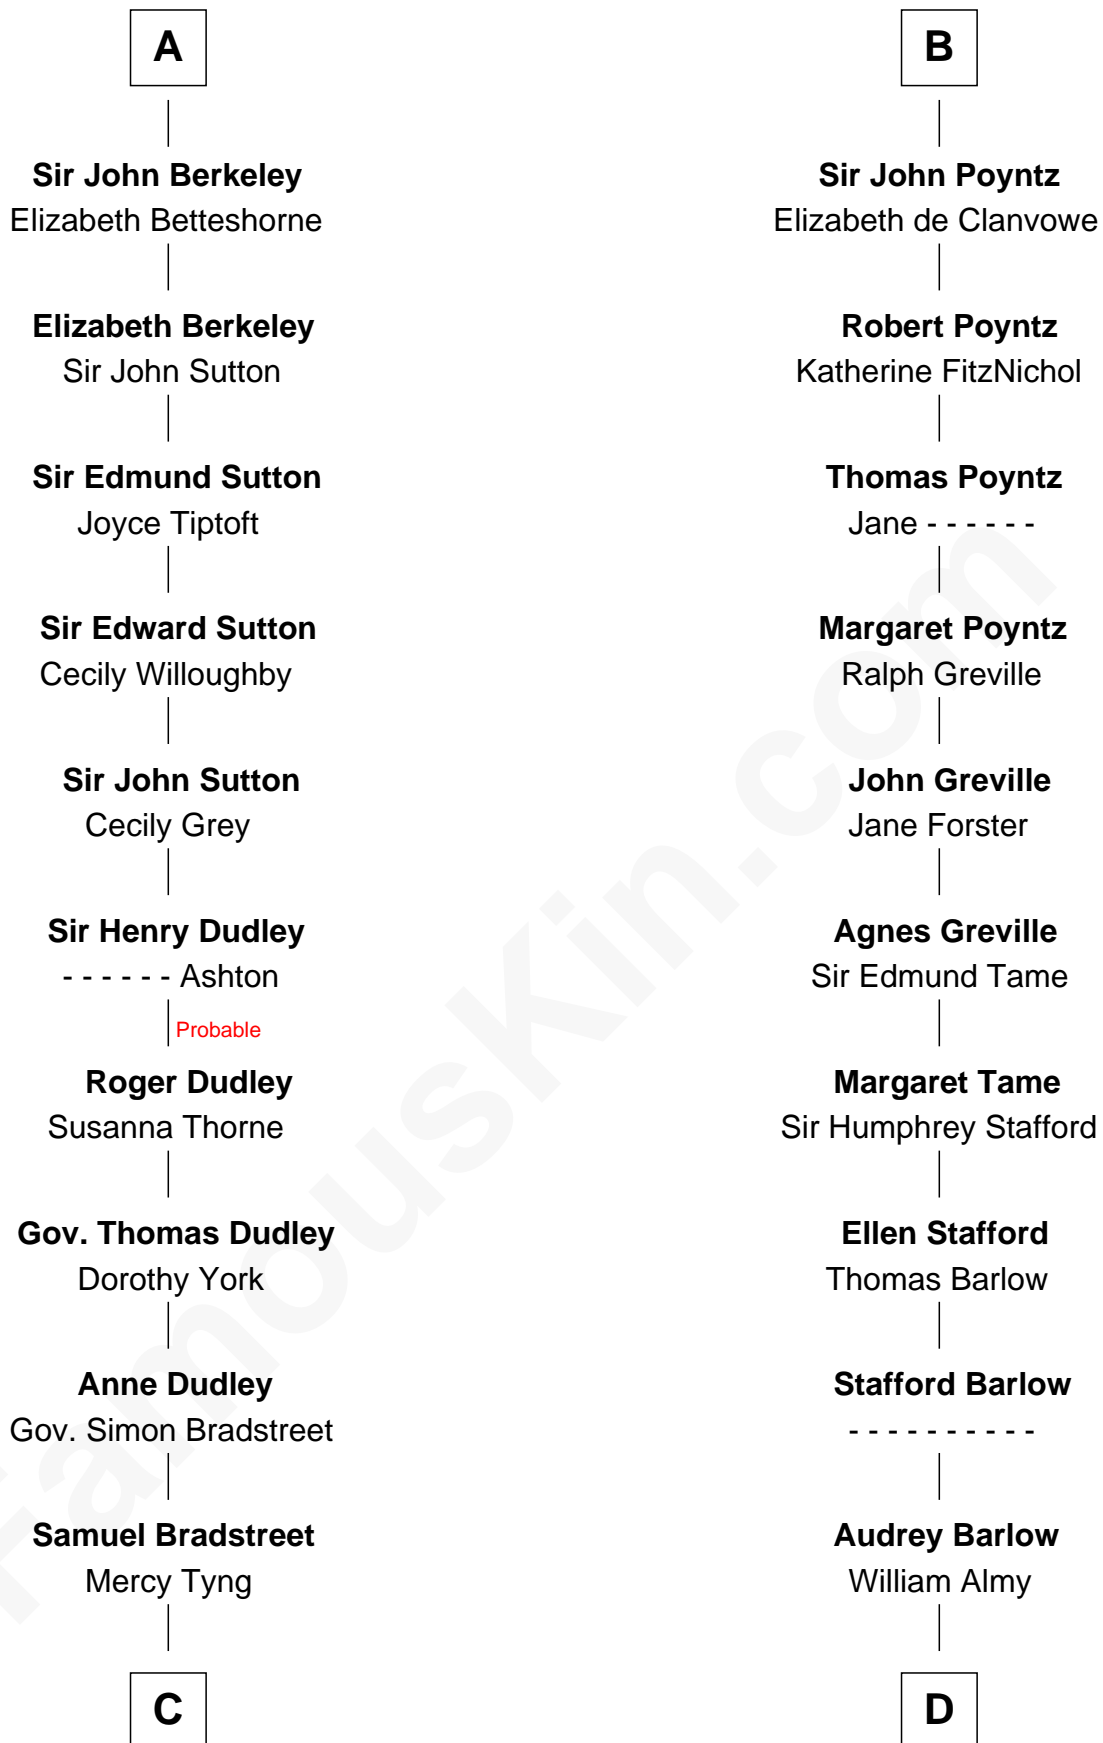 A
Sir John Berkeley
Elizabeth Betteshorne
Elizabeth Berkeley
Sir John Sutton
Sir Edmund Sutton
Joyce Tiptoft
Sir Edward Sutton
Cecily Willoughby
Sir John Sutton
Cecily Grey
Sir Henry Dudley
- - - - - - Ashton
Probable
Roger Dudley
Susanna Thorne
Gov. Thomas Dudley
Dorothy York
Anne Dudley
Gov. Simon Bradstreet
Samuel Bradstreet
Mercy Tyng
C
B
Sir John Poyntz
Elizabeth de Clanvowe
Robert Poyntz
Katherine FitzNichol
Thomas Poyntz
Jane - - - - - -
Margaret Poyntz
Ralph Greville
John Greville
Jane Forster
Agnes Greville
Sir Edmund Tame
Margaret Tame
Sir Humphrey Stafford
Ellen Stafford
Thomas Barlow
Stafford Barlow
- - - - - - - - - -
Audrey Barlow
William Almy
D
FamousKin.com